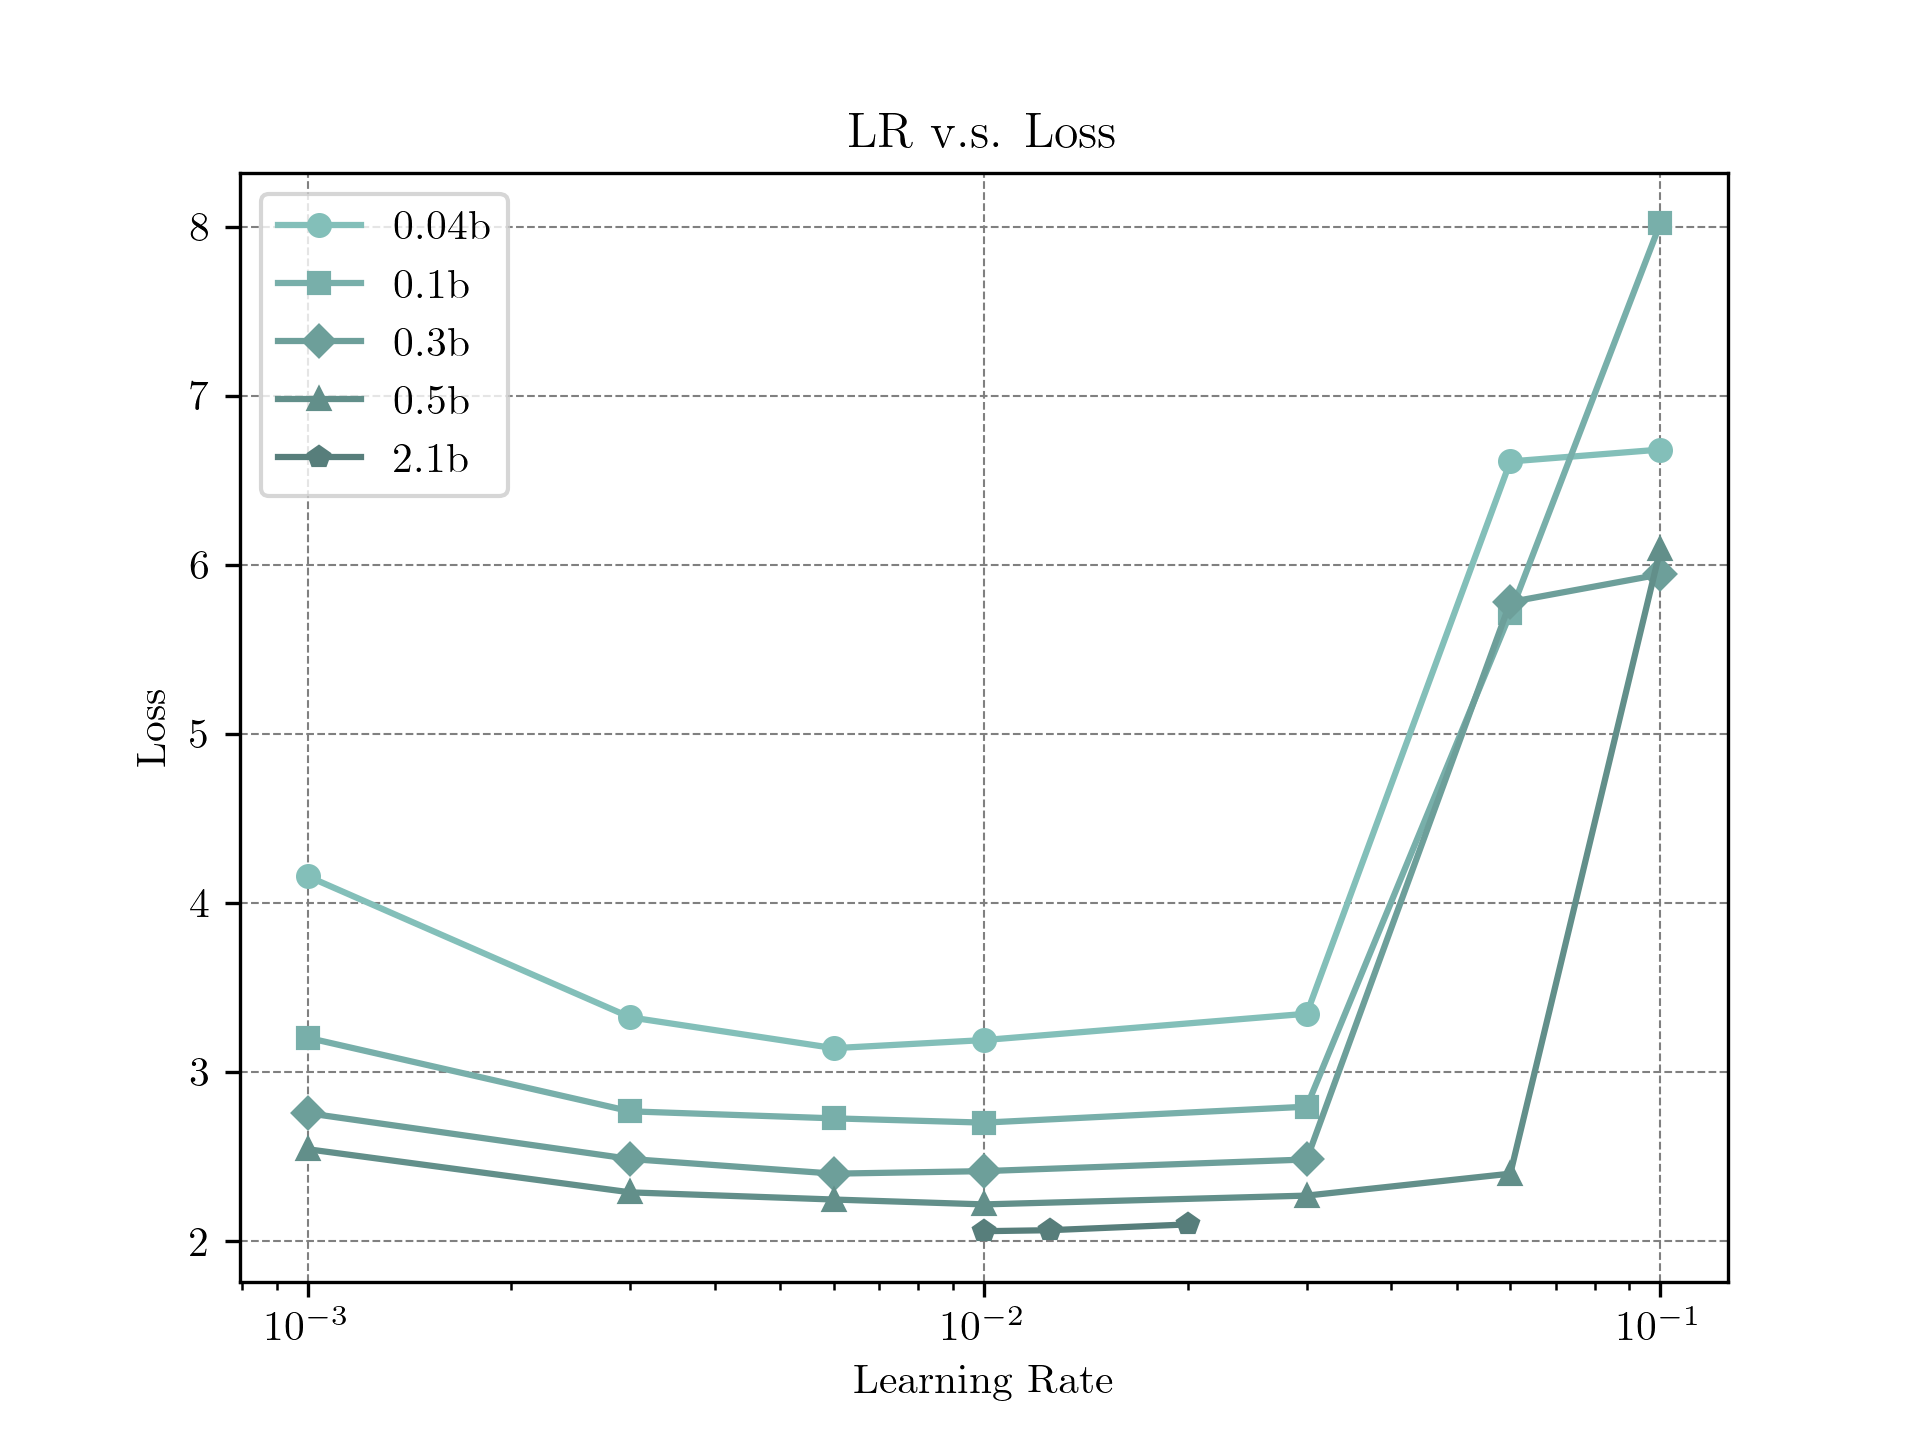 LR v.s. Loss
0.04b
0.1b
0.3b
0.5b
2.1b
8
7
6
5
4
3
2
Loss
10⁻³
10⁻²
10⁻¹
Learning Rate